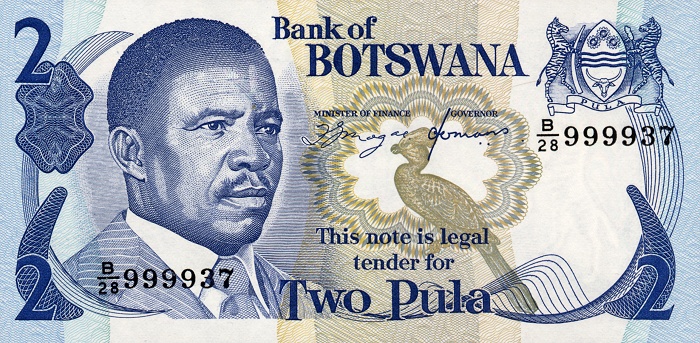 2
Bank of
BOTSWANA
MINISTER OF FINANCE GOVERNOR
PULA
B/28 999937
This note is legal
tender for
B/28 999937
2
Two Pula
2